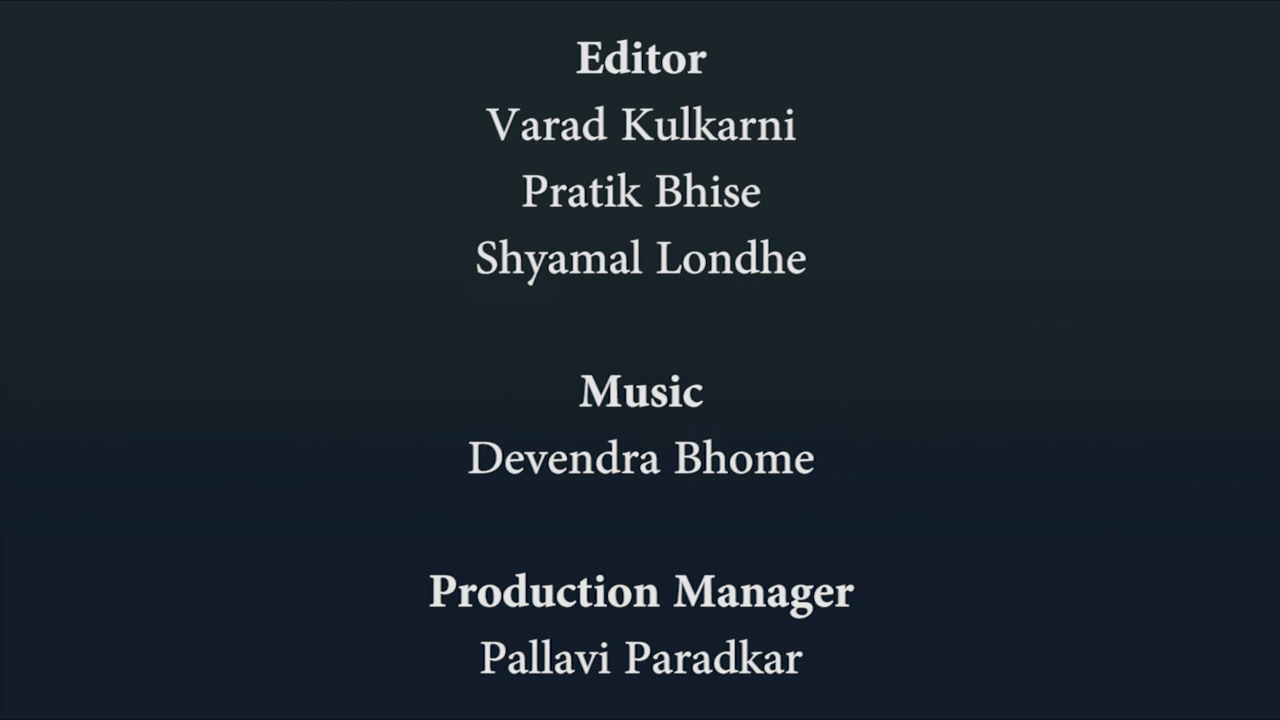 Editor
Varad Kulkarni
Pratik Bhise
Shyamal Londhe
Music
Devendra Bhome
Production Manager
Pallavi Paradkar